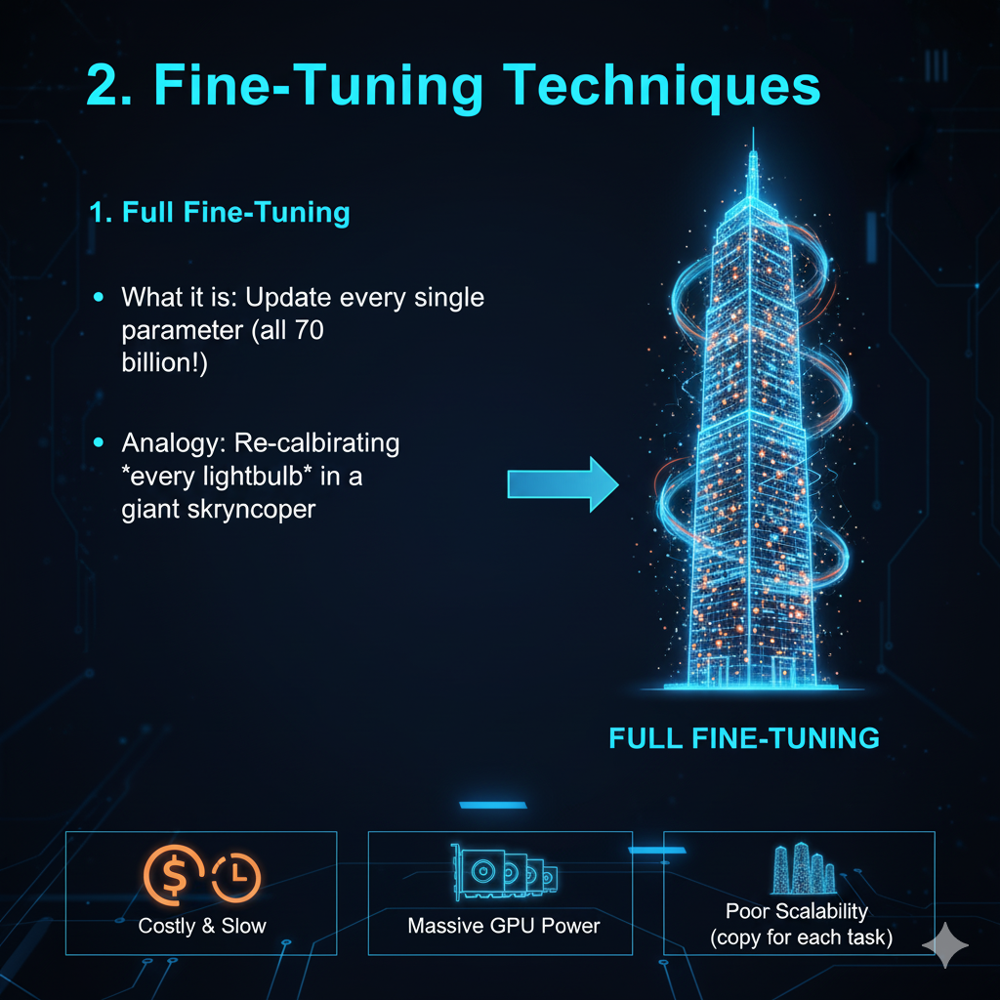 2. Fine-Tuning Techniques
1. Full Fine-Tuning
• What it is: Update every single
parameter (all 70
billion!)
• Analogy: Re-calbirating
*every lightbulb* in a
giant skryncoper
FULL FINE-TUNING
$
Costly & Slow
Massive GPU Power
Poor Scalability
(copy for each task)